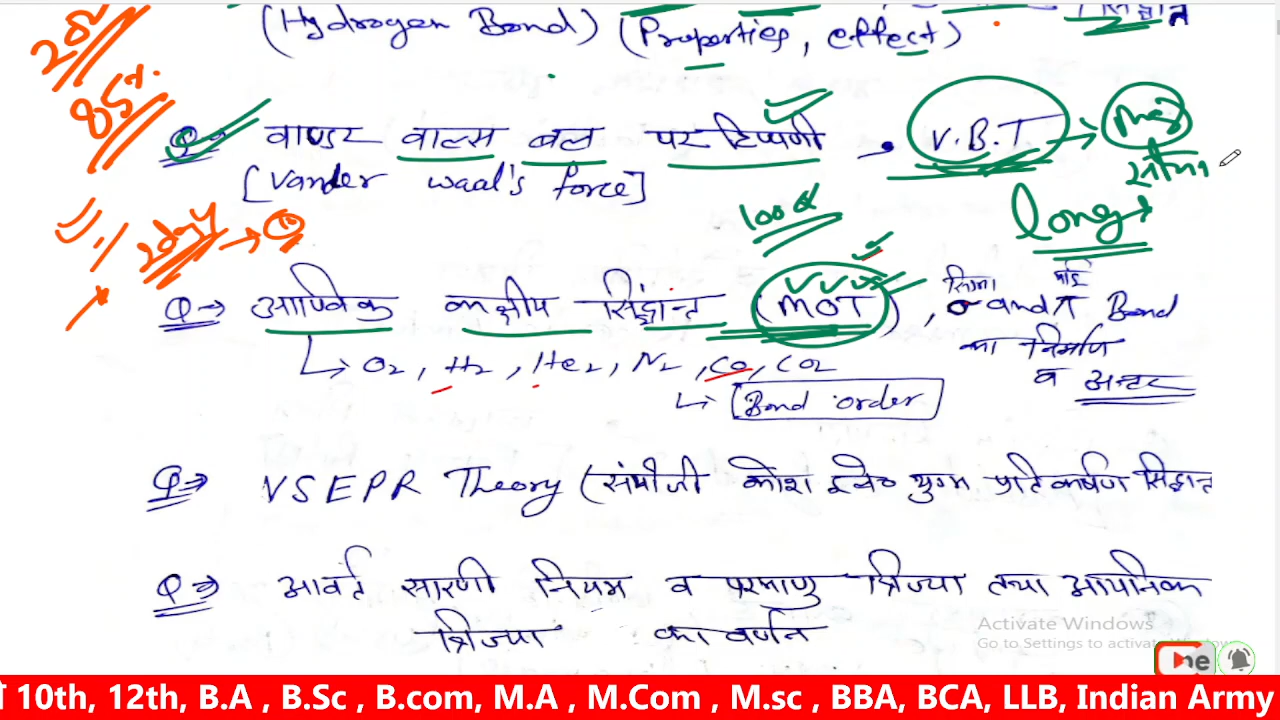 (Hydrogen Bond) (Properties, effect)
85%.
Q→ वाण्डर वाल्स बल पर टिप्पणी , V.B.T. →
[Vander waal's force]
long→
100%
2 day →
Q→ आण्विक कक्षीय सिद्धान्त (MOT) , σ and π Bond
सिग्मा पाई
का निर्माण
व अन्तर
↳ O2, H2, He2, N2, CO, CO2
↳ Bond order
Q→ VSEPR Theory (संयोजी कोश इले० युग्म प्रतिकर्षण सिद्धान्त
Q→ आवर्त सारणी नियम व परमाणु त्रिज्या तथा आयनिक
त्रिज्या का वर्णन
Activate Windows
Go to Settings to activate Windows.
10th, 12th, B.A , B.Sc , B.com, M.A , M.Com , M.sc , BBA, BCA, LLB, Indian Army